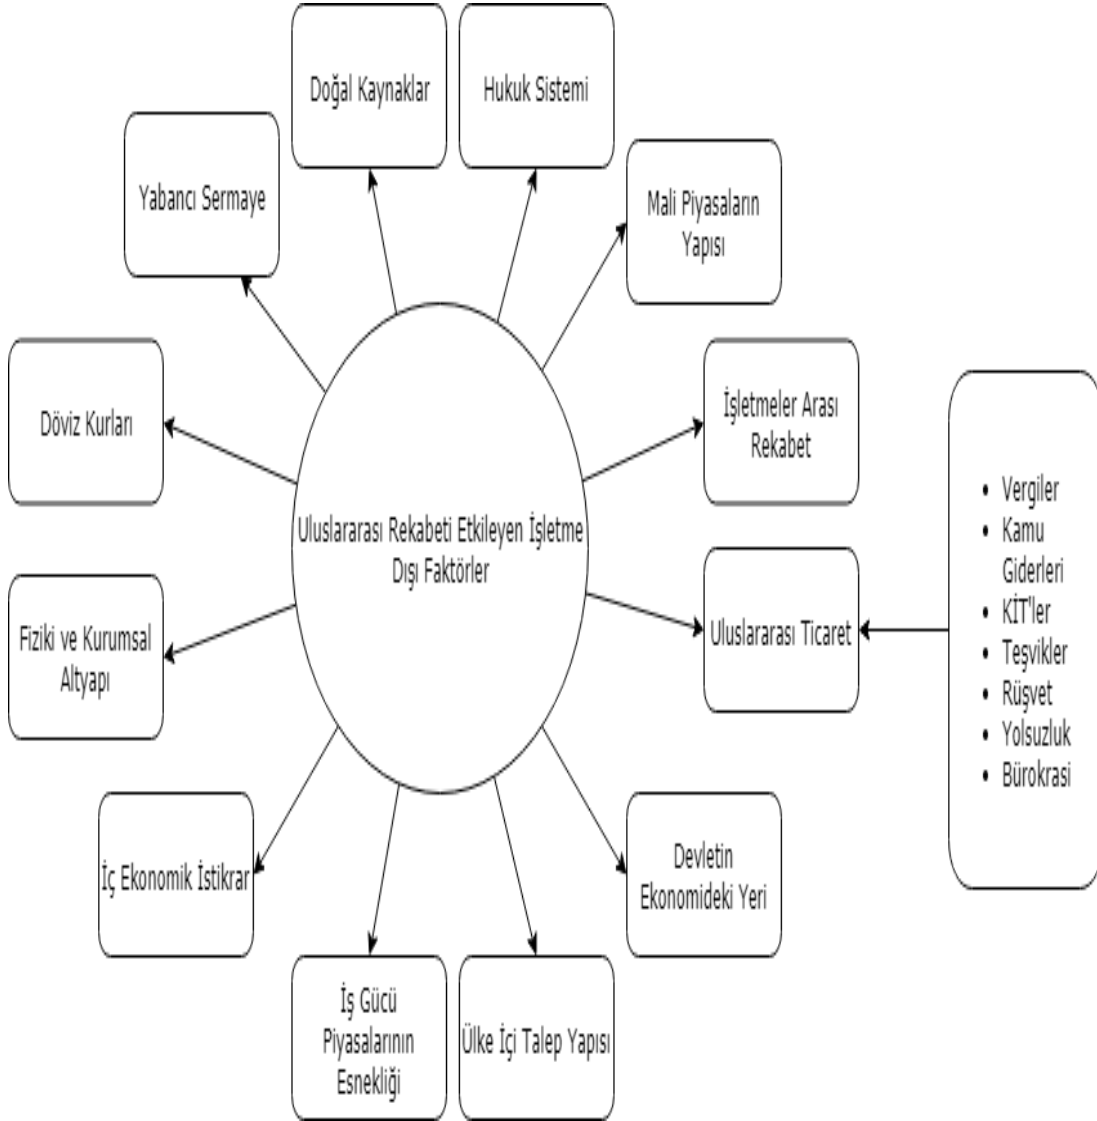 Doğal Kaynaklar
Hukuk Sistemi
Yabancı Sermaye
Mali Piyasaların
Yapısı
Döviz Kurları
İşletmeler Arası
Rekabet
Uluslararası Rekabeti Etkileyen İşletme
Dışı Faktörler
Fiziki ve Kurumsal
Altyapı
Uluslararası Ticaret
• Vergiler
• Kamu
Giderleri
• KİT'ler
• Teşvikler
• Rüşvet
• Yolsuzluk
• Bürokrasi
İç Ekonomik İstikrar
Devletin
Ekonomideki Yeri
İş Gücü
Piyasalarının
Esnekliği
Ülke İçi Talep Yapısı